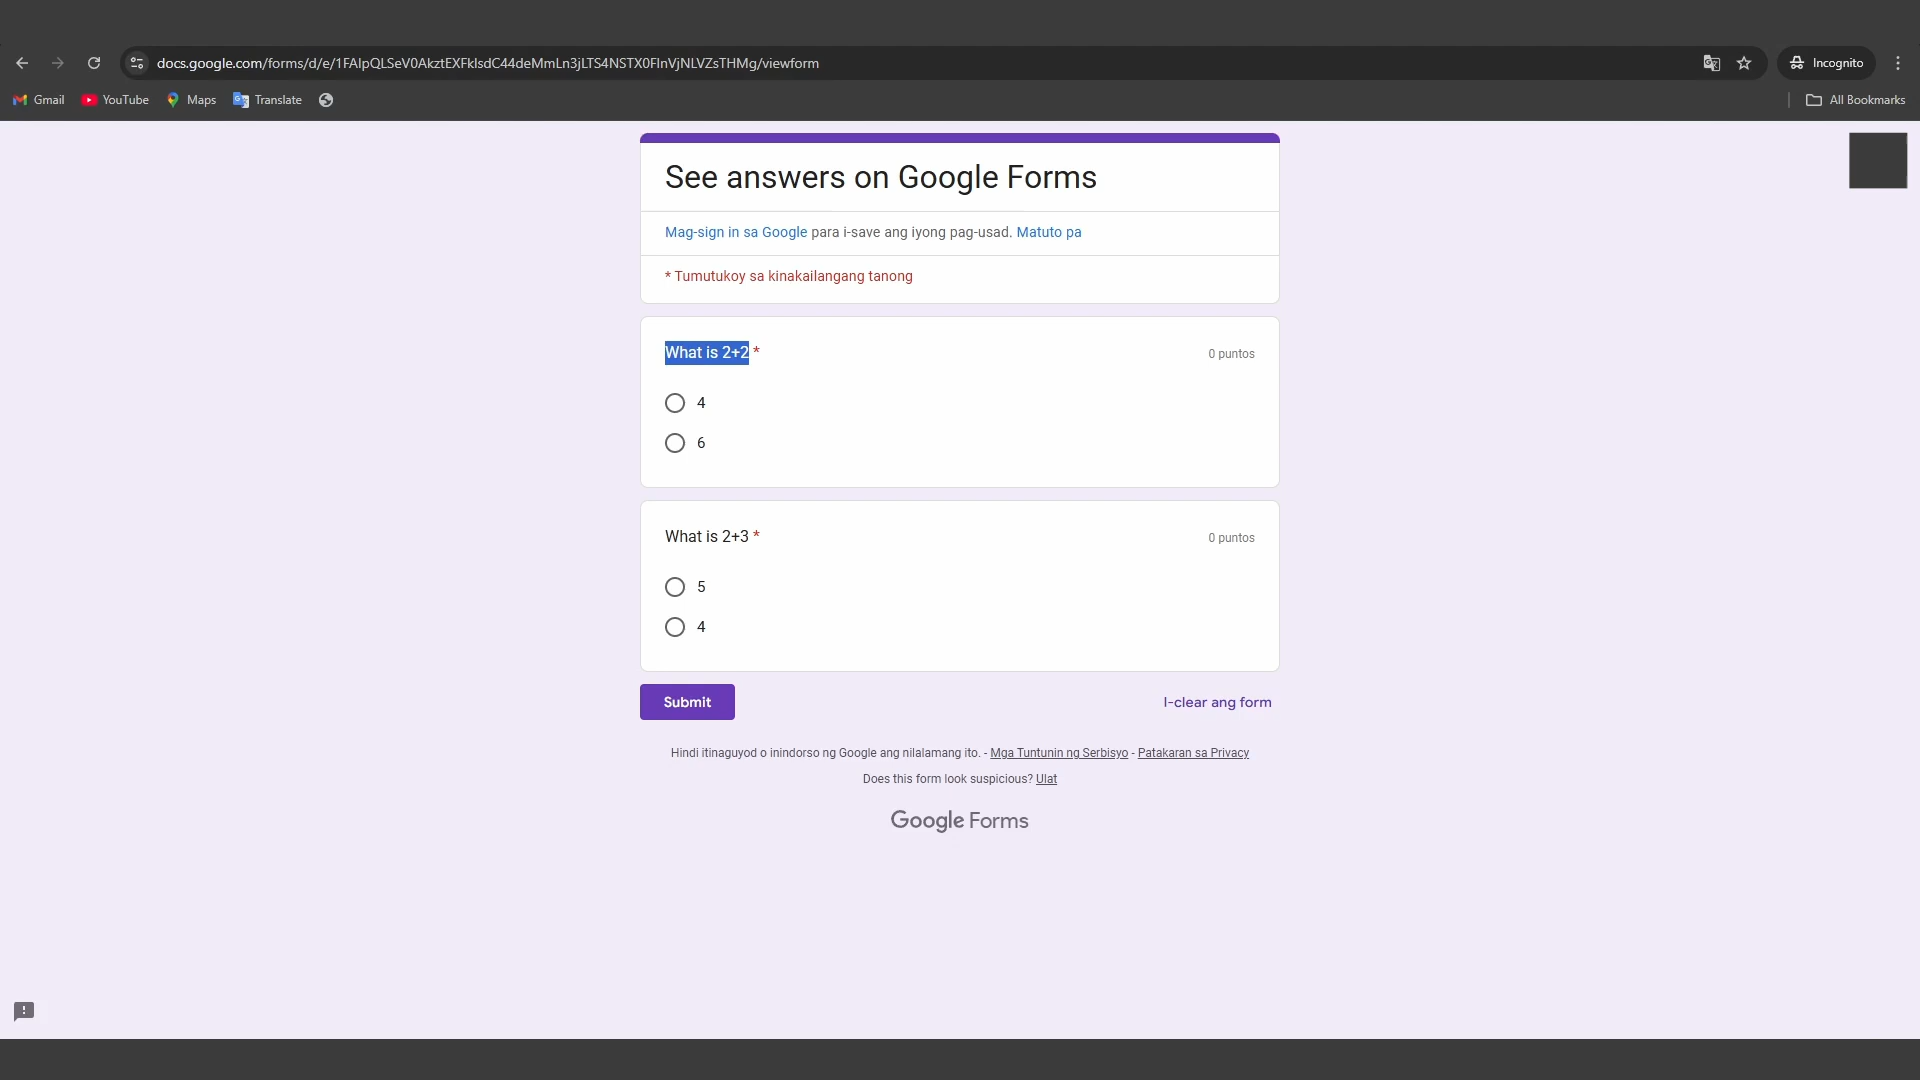 docs.google.com/forms/d/e/1FAIpQLSeV0AkztEXFkIsdC44deMmLn3jLTS4NSTX0FInVjNLVZsTHMg/viewform
Incognito
Gmail
YouTube
Maps
Translate
All Bookmarks
See answers on Google Forms
Mag-sign in sa Google para i-save ang iyong pag-usad. Matuto pa
* Tumutukoy sa kinakailangang tanong
What is 2+2 *
0 puntos
4
6
What is 2+3 *
0 puntos
5
4
Submit
I-clear ang form
Hindi itinaguyod o inindorso ng Google ang nilalamang ito. - Mga Tuntunin ng Serbisyo - Patakaran sa Privacy
Does this form look suspicious? Ulat
Google Forms